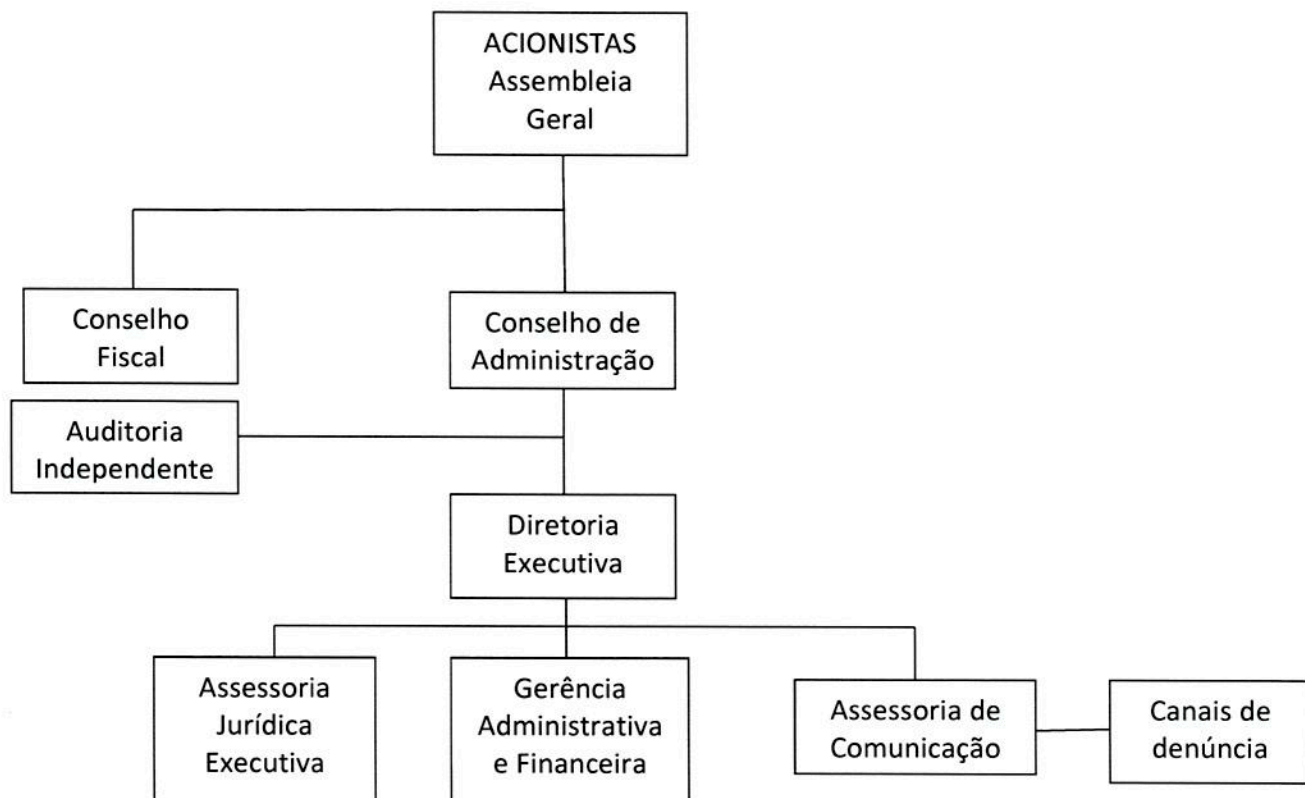 ACIONISTAS
Assembleia
Geral
Conselho
Fiscal
Conselho de
Administração
Auditoria
Independente
Diretoria
Executiva
Assessoria
Jurídica
Executiva
Gerência
Administrativa
e Financeira
Assessoria de
Comunicação
Canais de
denúncia